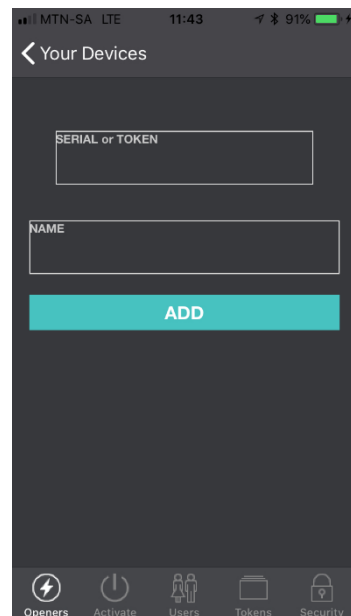 MTN-SA LTE 11:43 91%
Your Devices
SERIAL or TOKEN
NAME
ADD
Openers Activate Users Tokens Security